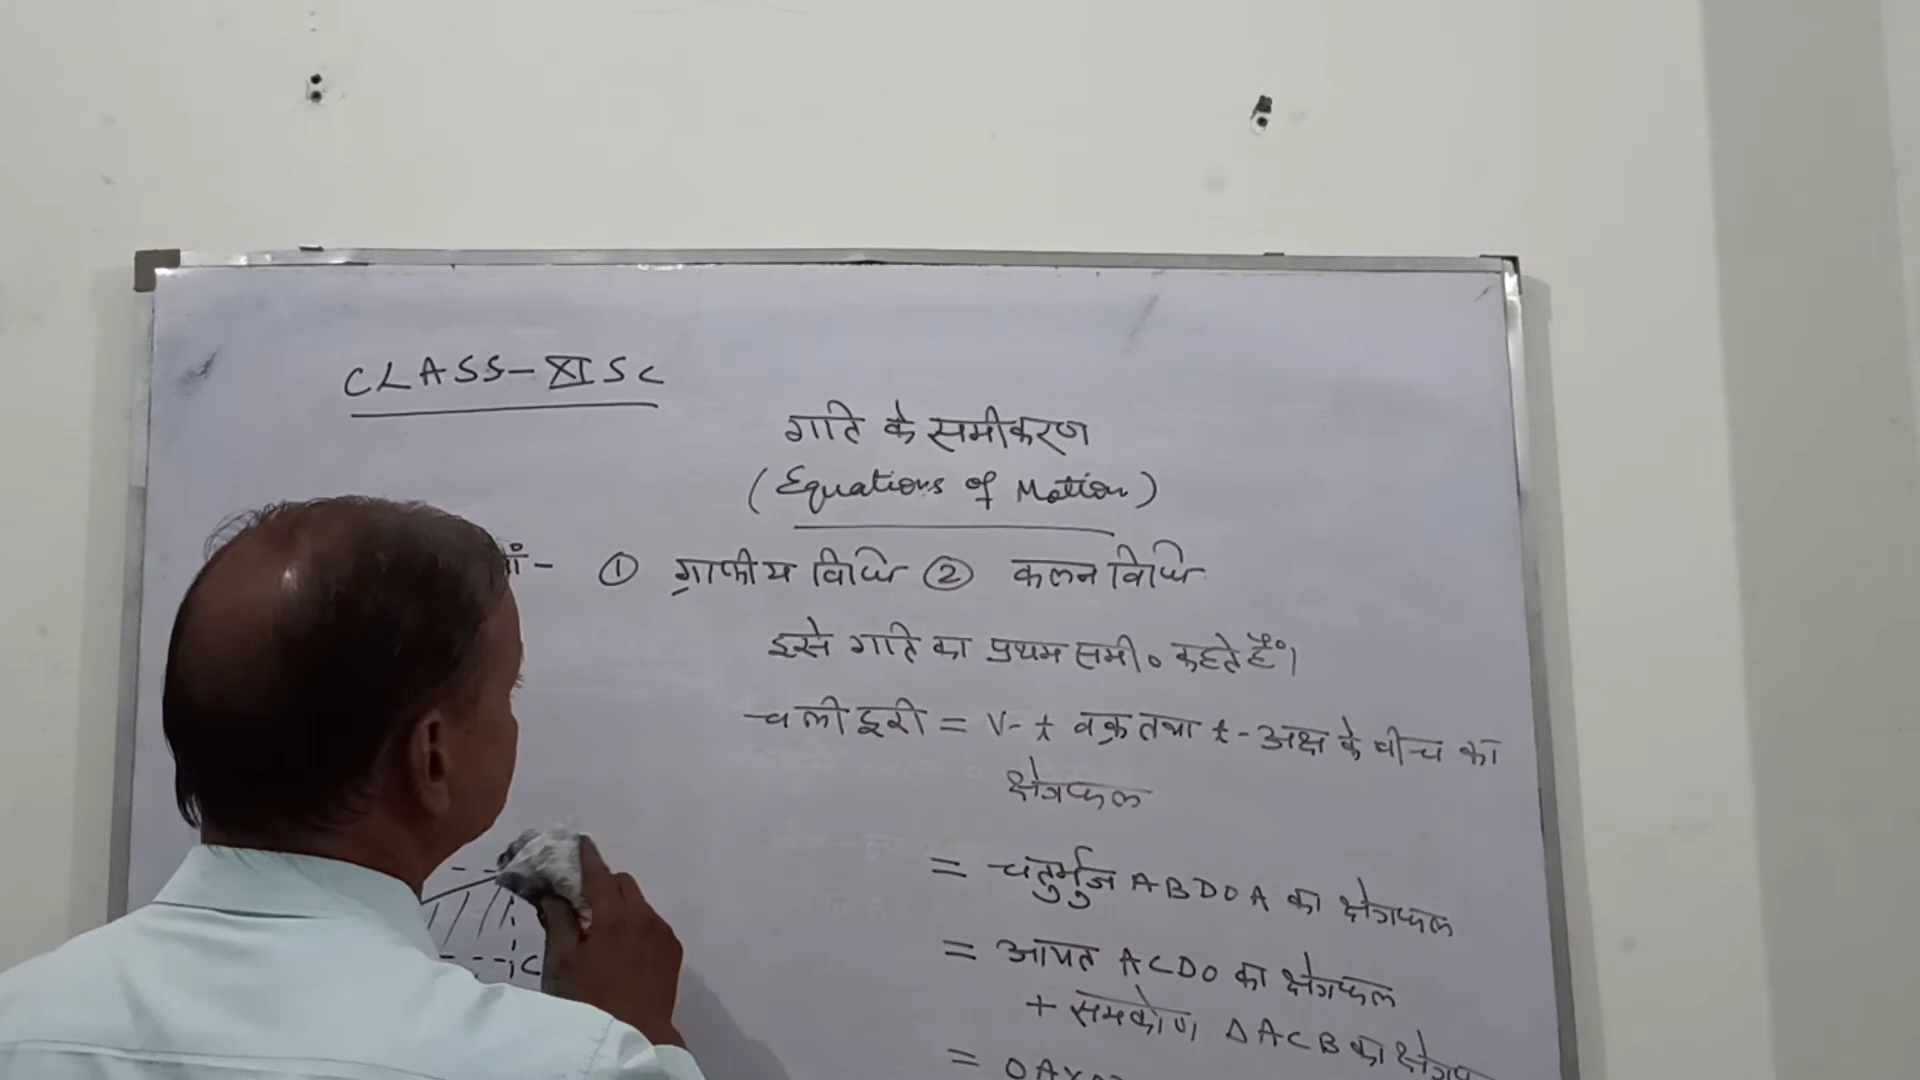 CLASS-XI SC
गति के समीकरण
(Equations of Motion)
① ग्राफीय विधि ② कलन विधि
इसे गति का प्रथम समी० कहते हैं।
चली दूरी = v-t वक्र तथा t-अक्ष के बीच का
क्षेत्रफल
= चतुर्भुज ABDOA का क्षेत्रफल
= आयत ACDO का क्षेत्रफल
+ समकोण ΔACB का
C
= OA×